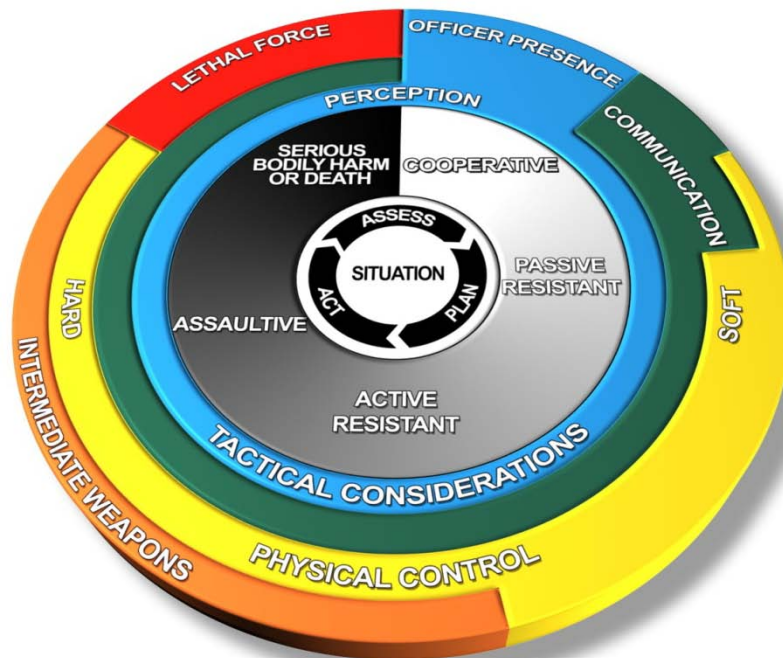 LETHAL FORCE
OFFICER PRESENCE
PERCEPTION
COMMUNICATION
SERIOUS
BODILY HARM
OR DEATH
COOPERATIVE
ASSESS
SITUATION
ACT
PLAN
PASSIVE
RESISTANT
SOFT
HARD
ASSAULTIVE
ACTIVE
RESISTANT
INTERMEDIATE WEAPONS
TACTICAL CONSIDERATIONS
PHYSICAL CONTROL